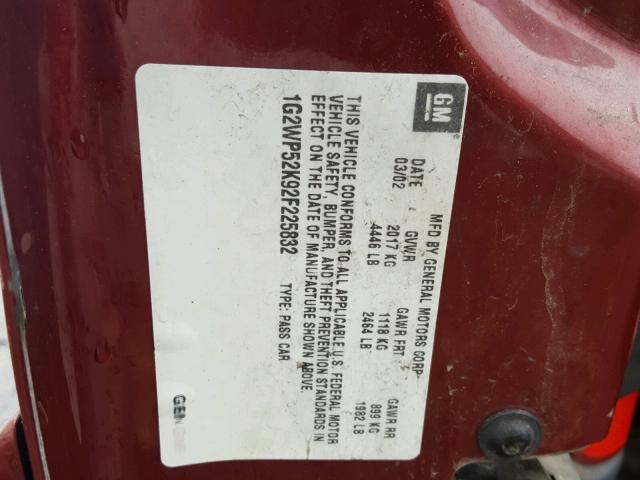 GM
MFD BY GENERAL MOTORS CORP
DATE GVWR GAWR FRT GAWR RR
03/02 2017 KG 1118 KG 899 KG
4446 LB 2464 LB 1982 LB
THIS VEHICLE CONFORMS TO ALL APPLICABLE U.S. FEDERAL MOTOR
VEHICLE SAFETY, BUMPER, AND THEFT PREVENTION STANDARDS IN
EFFECT ON THE DATE OF MANUFACTURE SHOWN ABOVE.
1G2WP52K92F225832 TYPE: PASS CAR